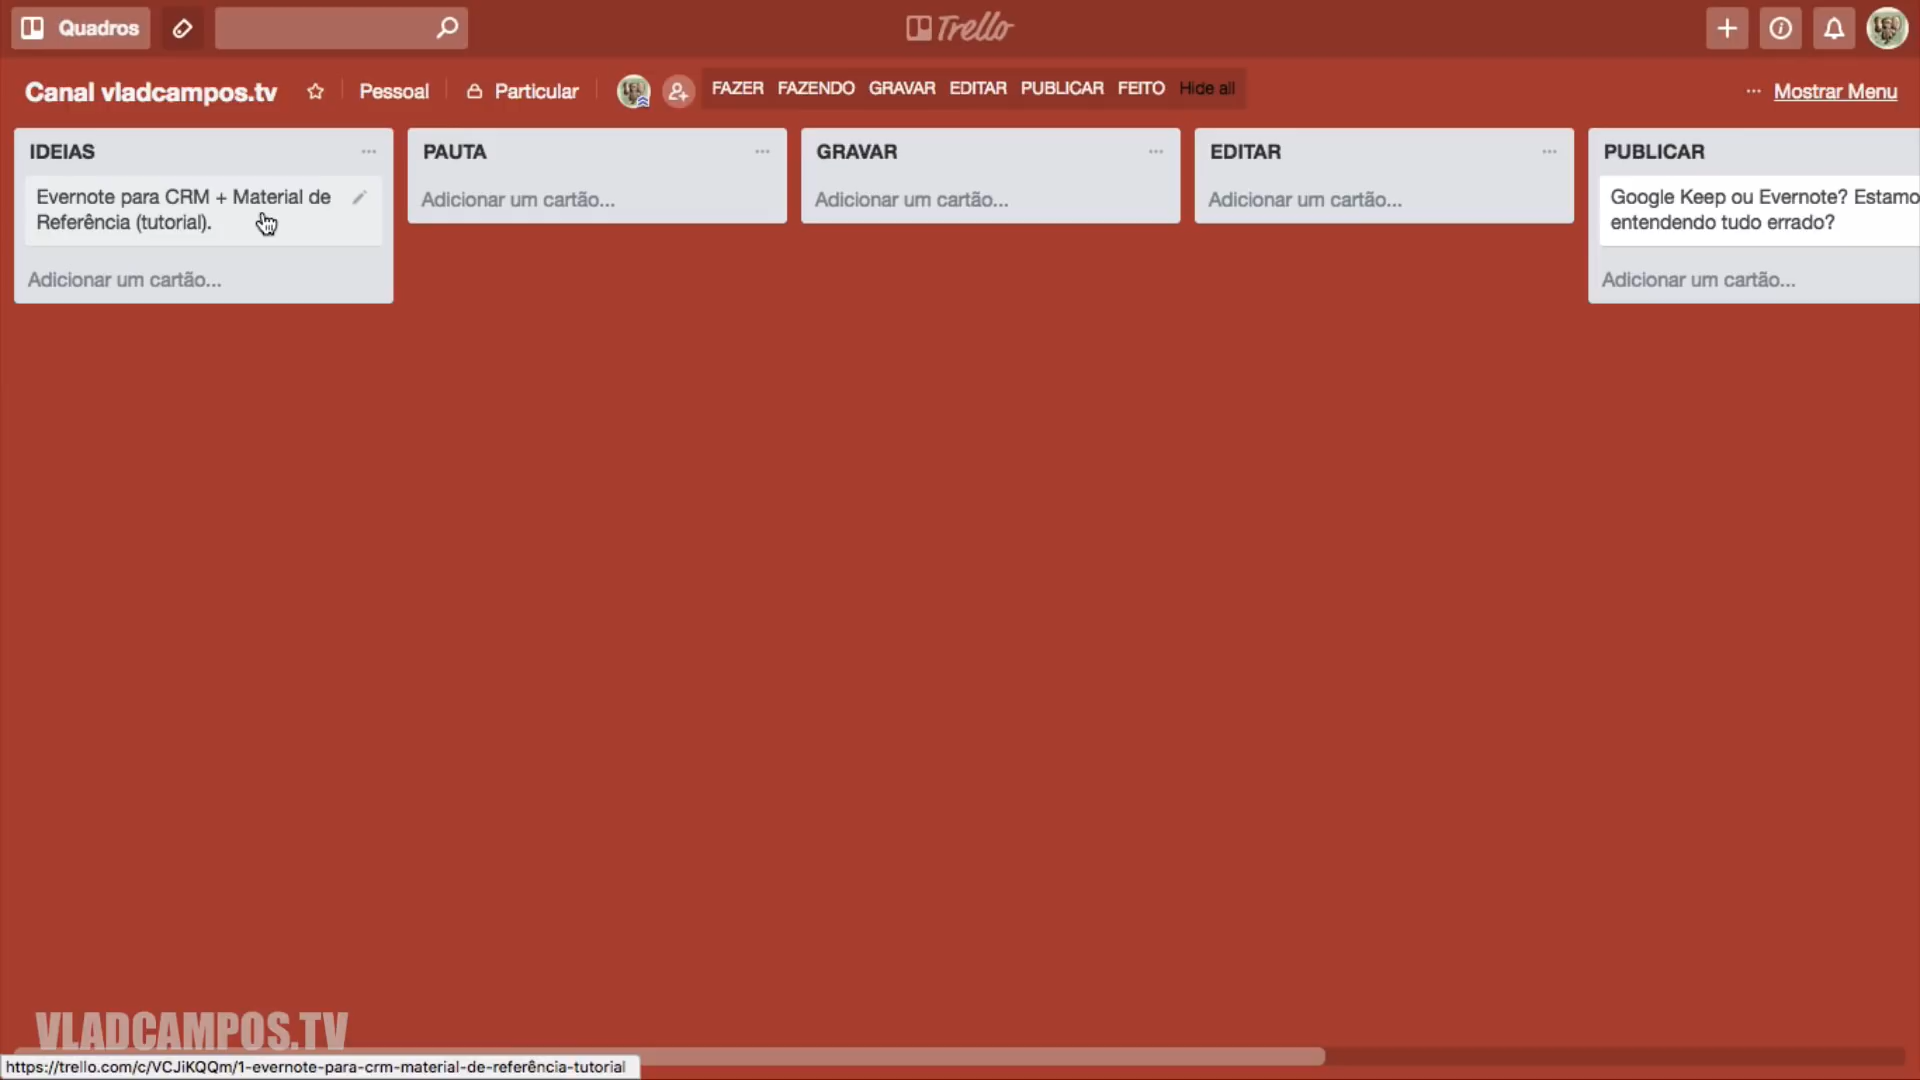 Quadros
Trello
Canal vladcampos.tv
Pessoal
Particular
FAZER FAZENDO GRAVAR EDITAR PUBLICAR FEITO Hide all
Mostrar Menu
IDEIAS
Evernote para CRM + Material de
Referência (tutorial).
Adicionar um cartão...
PAUTA
Adicionar um cartão...
GRAVAR
Adicionar um cartão...
EDITAR
Adicionar um cartão...
PUBLICAR
Google Keep ou Evernote? Estamo
entendendo tudo errado?
Adicionar um cartão...
VLADCAMPOS.TV
https://trello.com/c/VCJiKQQm/1-evernote-para-crm-material-de-referência-tutorial